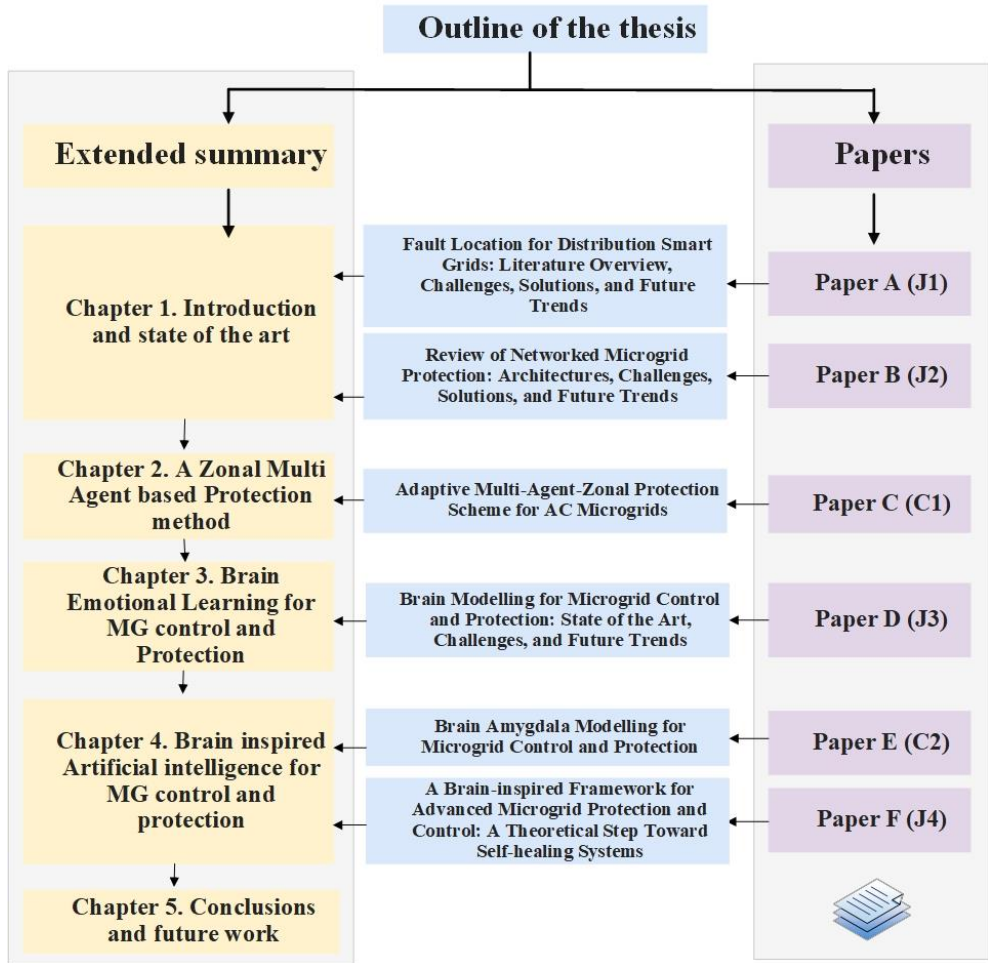 Outline of the thesis
Extended summary
Papers
Chapter 1. Introduction
and state of the art
Fault Location for Distribution Smart
Grids: Literature Overview,
Challenges, Solutions, and Future
Trends
Paper A (J1)
Review of Networked Microgrid
Protection: Architectures, Challenges,
Solutions, and Future Trends
Paper B (J2)
Chapter 2. A Zonal Multi
Agent based Protection
method
Adaptive Multi-Agent-Zonal Protection
Scheme for AC Microgrids
Paper C (C1)
Chapter 3. Brain
Emotional Learning for
MG control and
Protection
Brain Modelling for Microgrid Control
and Protection: State of the Art,
Challenges, and Future Trends
Paper D (J3)
Chapter 4. Brain inspired
Artificial intelligence for
MG control and
protection
Brain Amygdala Modelling for
Microgrid Control and Protection
Paper E (C2)
A Brain-inspired Framework for
Advanced Microgrid Protection and
Control: A Theoretical Step Toward
Self-healing Systems
Paper F (J4)
Chapter 5. Conclusions
and future work